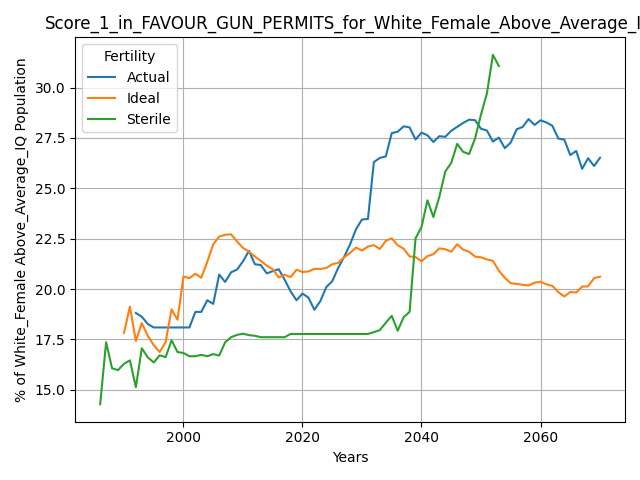 Score_1_in_FAVOUR_GUN_PERMITS_for_White_Female_Above_Average_I
Fertility
Actual
Ideal
Sterile
% of White_Female Above_Average_IQ Population
30.0
27.5
25.0
22.5
20.0
17.5
15.0
2000 2020 2040 2060
Years